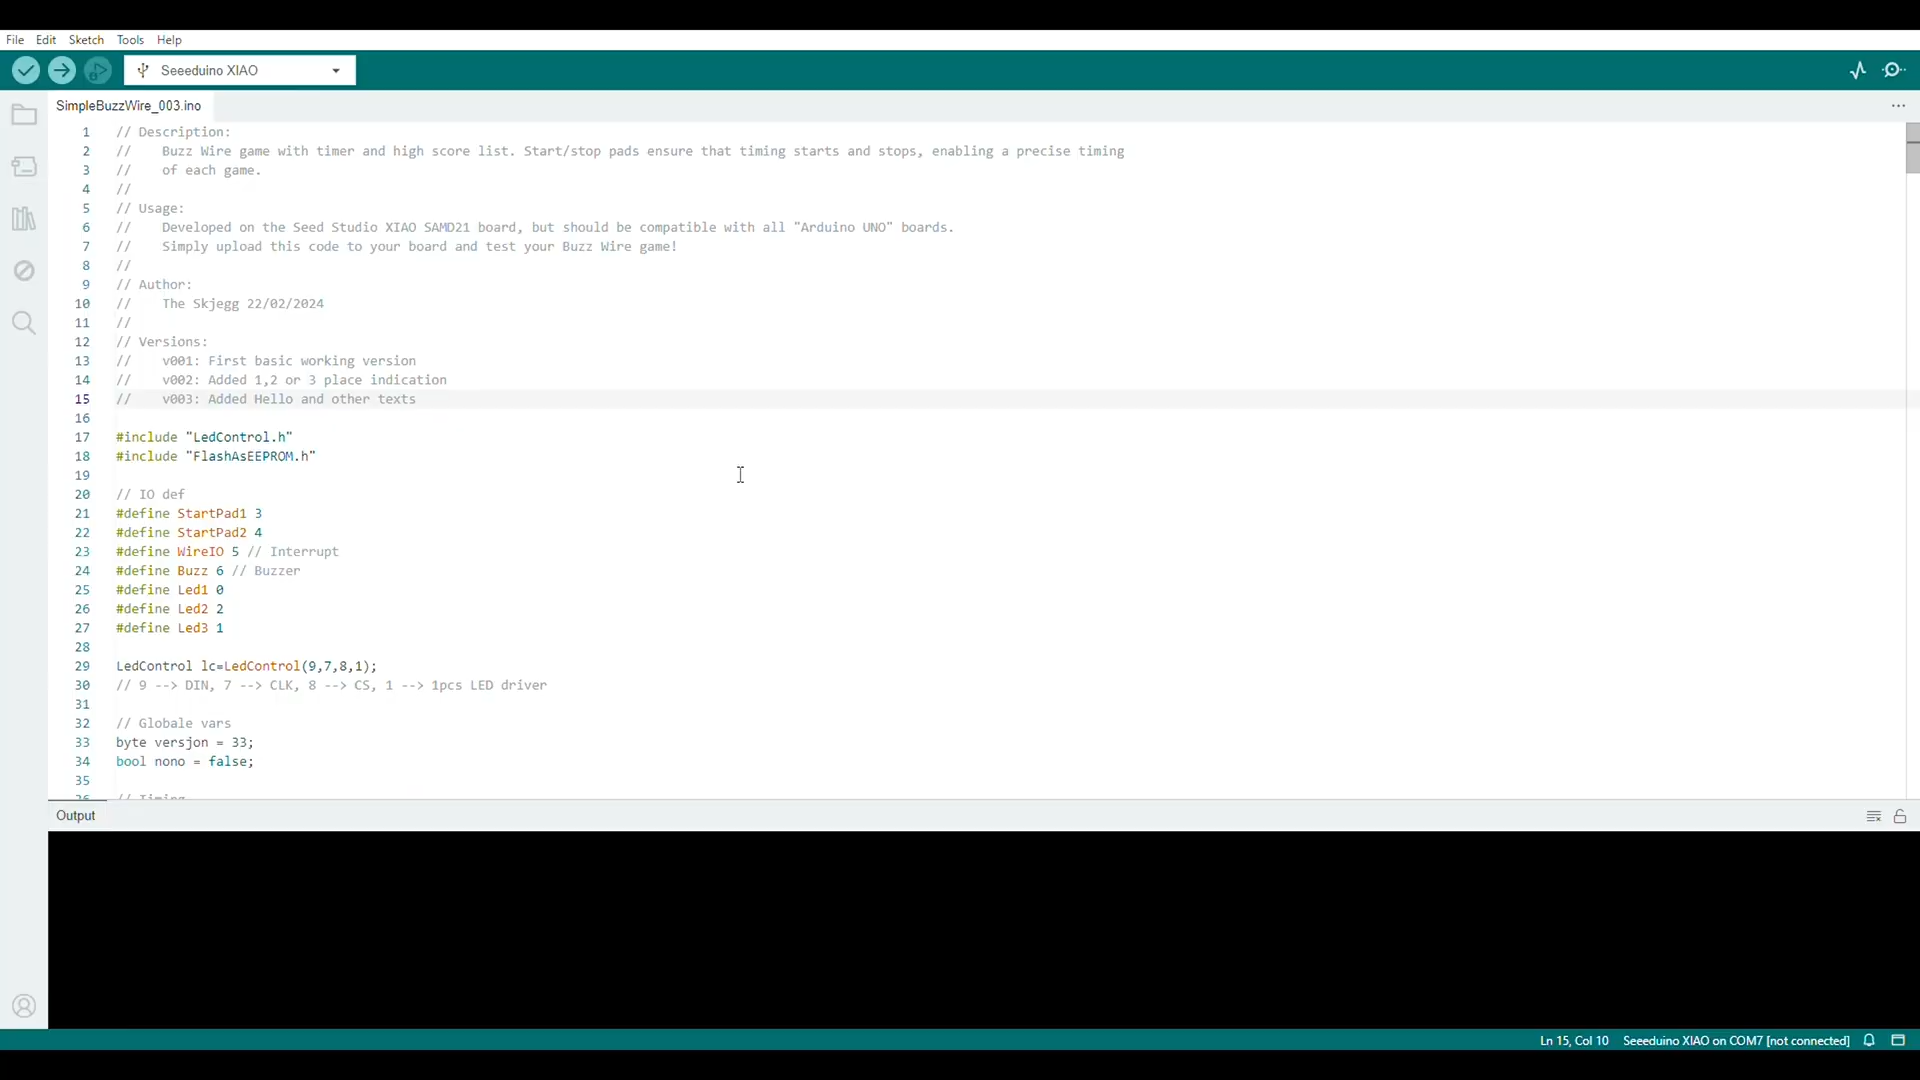 File Edit Sketch Tools Help
Seeeduino XIAO
SimpleBuzzWire_003.ino
1 // Description:
2 // Buzz Wire game with timer and high score list. Start/stop pads ensure that timing starts and stops, enabling a precise timing
3 // of each game.
4 //
5 // Usage:
6 // Developed on the Seed Studio XIAO SAMD21 board, but should be compatible with all "Arduino UNO" boards.
7 // Simply upload this code to your board and test your Buzz Wire game!
8 //
9 // Author:
10 // The Skjegg 22/02/2024
11 //
12 // Versions:
13 // v001: First basic working version
14 // v002: Added 1,2 or 3 place indication
15 // v003: Added Hello and other texts
16
17 #include "LedControl.h"
18 #include "FlashAsEEPROM.h"
19
20 // IO def
21 #define StartPad1 3
22 #define StartPad2 4
23 #define WireIO 5 // Interrupt
24 #define Buzz 6 // Buzzer
25 #define Led1 0
26 #define Led2 2
27 #define Led3 1
28
29 LedControl lc=LedControl(9,7,8,1);
30 // 9 --> DIN, 7 --> CLK, 8 --> CS, 1 --> 1pcs LED driver
31
32 // Globale vars
33 byte versjon = 33;
34 bool nono = false;
35
36 // Timing
Output
Ln 15, Col 10 Seeeduino XIAO on COM7 [not connected]